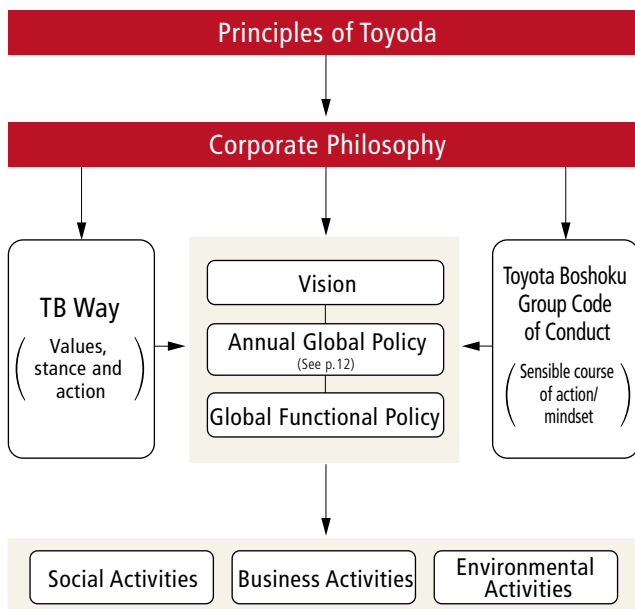 Principles of Toyoda
Corporate Philosophy
TB Way
(Values,
stance and
action)
Vision
Annual Global Policy
(See p.12)
Global Functional Policy
Toyota Boshoku
Group Code
of Conduct
(Sensible course
of action/
mindset)
Social Activities
Business Activities
Environmental
Activities